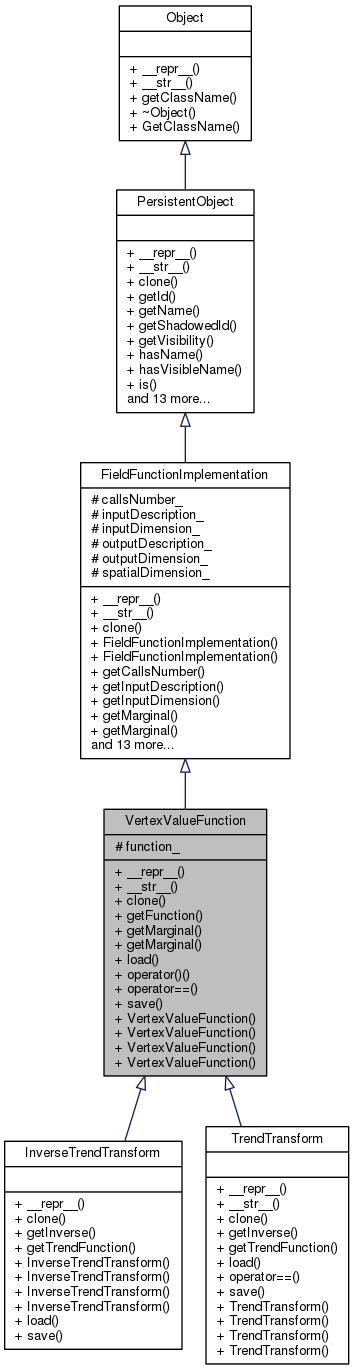 Object
+ __repr__()
+ __str__()
+ getClassName()
+ ~Object()
+ GetClassName()
PersistentObject
+ __repr__()
+ __str__()
+ clone()
+ getId()
+ getName()
+ getShadowedId()
+ getVisibility()
+ hasName()
+ hasVisibleName()
+ is()
and 13 more...
FieldFunctionImplementation
# callsNumber_
# inputDescription_
# inputDimension_
# outputDescription_
# outputDimension_
# spatialDimension_
+ __repr__()
+ __str__()
+ clone()
+ FieldFunctionImplementation()
+ FieldFunctionImplementation()
+ getCallsNumber()
+ getInputDescription()
+ getInputDimension()
+ getMarginal()
+ getMarginal()
and 13 more...
VertexValueFunction
# function_
+ __repr__()
+ __str__()
+ clone()
+ getFunction()
+ getMarginal()
+ getMarginal()
+ load()
+ operator()()
+ operator==()
+ save()
+ VertexValueFunction()
+ VertexValueFunction()
+ VertexValueFunction()
+ VertexValueFunction()
InverseTrendTransform
+ __repr__()
+ clone()
+ getInverse()
+ getTrendFunction()
+ InverseTrendTransform()
+ InverseTrendTransform()
+ InverseTrendTransform()
+ InverseTrendTransform()
+ load()
+ save()
TrendTransform
+ __repr__()
+ __str__()
+ clone()
+ getInverse()
+ getTrendFunction()
+ load()
+ operator==()
+ save()
+ TrendTransform()
+ TrendTransform()
+ TrendTransform()
+ TrendTransform()